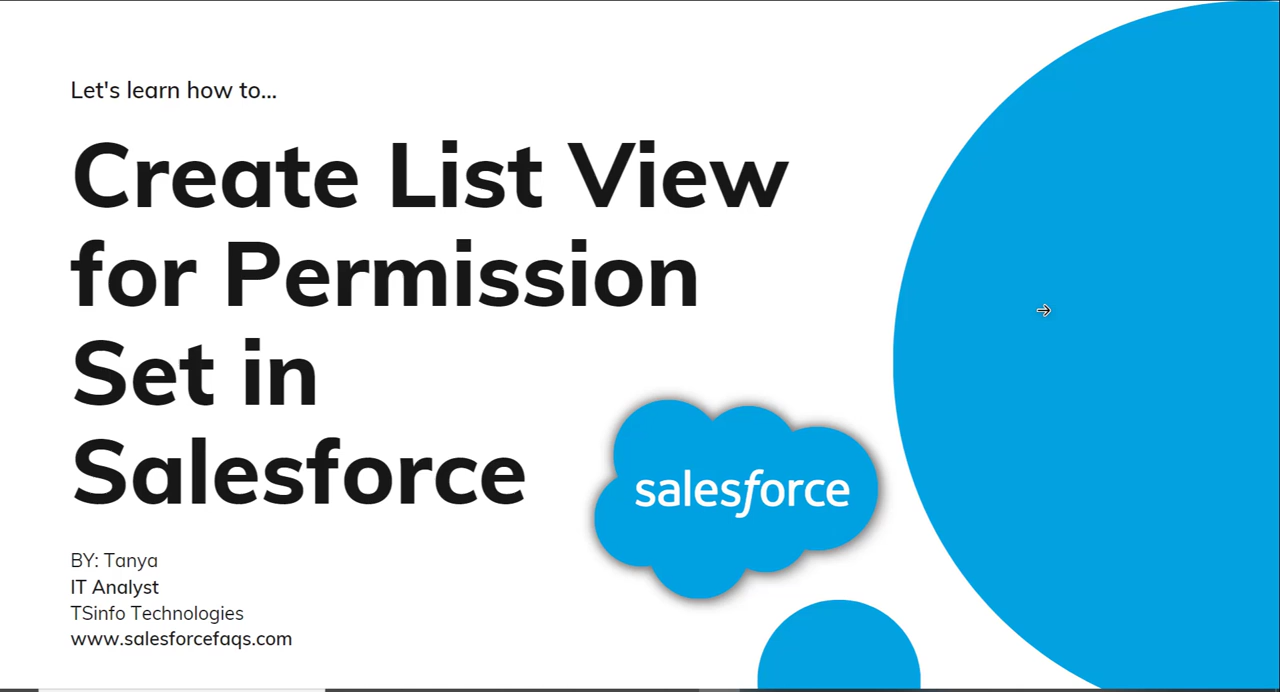 Let's learn how to...
Create List View
for Permission
Set in
Salesforce
salesforce
BY: Tanya
IT Analyst
TSinfo Technologies
www.salesforcefaqs.com